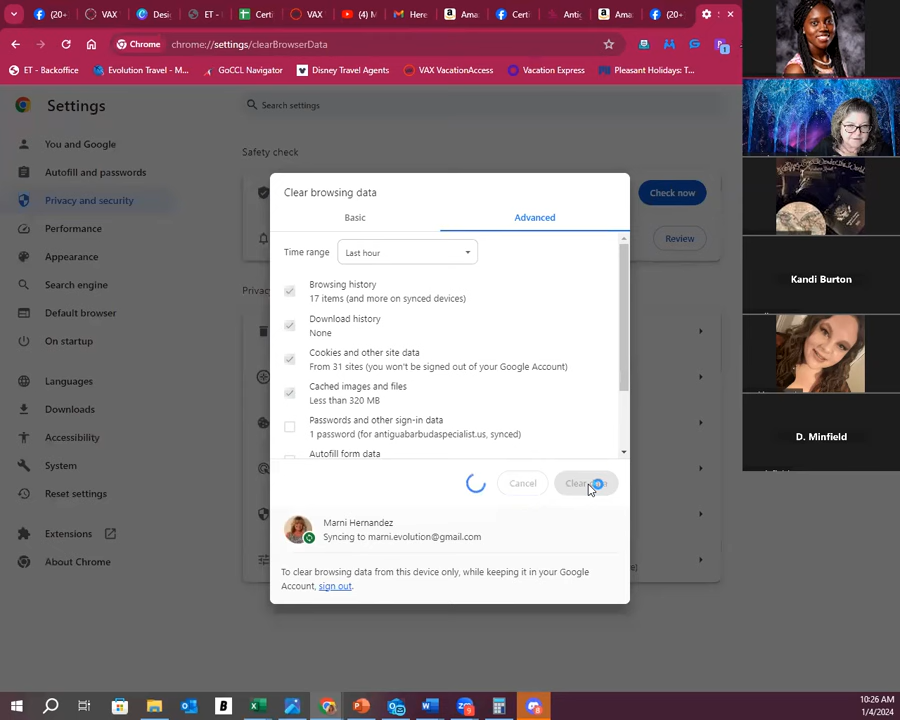 (20+
VAX
Desi
ET -
Certi
VAX
(4) M
Here
Ama
Certi
Antig
Ama
(20+
Chrome
chrome://settings/clearBrowserData
1
ET - Backoffice
Evolution Travel - M...
GoCCL Navigator
Disney Travel Agents
VAX VacationAccess
Vacation Express
Pleasant Holidays: T...
Settings
Search settings
You and Google
Autofill and passwords
Privacy and security
Performance
Appearance
Search engine
Default browser
On startup
Languages
Downloads
Accessibility
System
Reset settings
Extensions
About Chrome
Safety check
Check now
Review
Privac
Clear browsing data
Basic
Advanced
Time range
Last hour
Browsing history
17 items (and more on synced devices)
Download history
None
Cookies and other site data
From 31 sites (you won't be signed out of your Google Account)
Cached images and files
Less than 320 MB
Passwords and other sign-in data
1 password (for antiguabarbudaspecialist.us, synced)
Autofill form data
Cancel
Clear
Marni Hernandez
Syncing to marni.evolution@gmail.com
To clear browsing data from this device only, while keeping it in your Google
Account, sign out.
Kandi Burton
D. Minfield
10:26 AM
1/4/2024